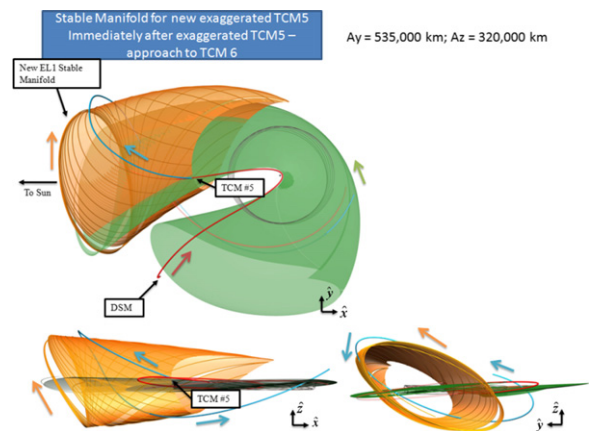 Stable Manifold for new exaggerated TCM5
Immediately after exaggerated TCM5 –
approach to TCM 6
Ay = 535,000 km; Az = 320,000 km
New EL1 Stable
Manifold
TCM #5
To Sun
DSM
ŷ
x̂
TCM #5
ẑ
x̂
ẑ
ŷ